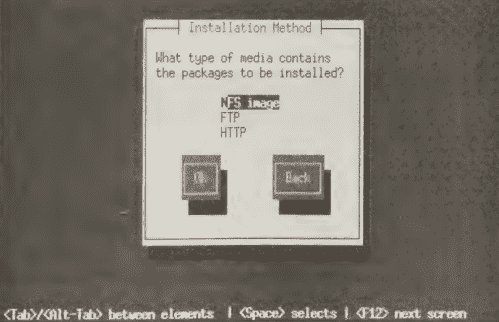 Installation Method
What type of media contains
the packages to be installed?
NFS image
FTP
HTTP
Ok Back
<Tab>/<Alt-Tab> between elements | <Space> selects | <F12> next screen